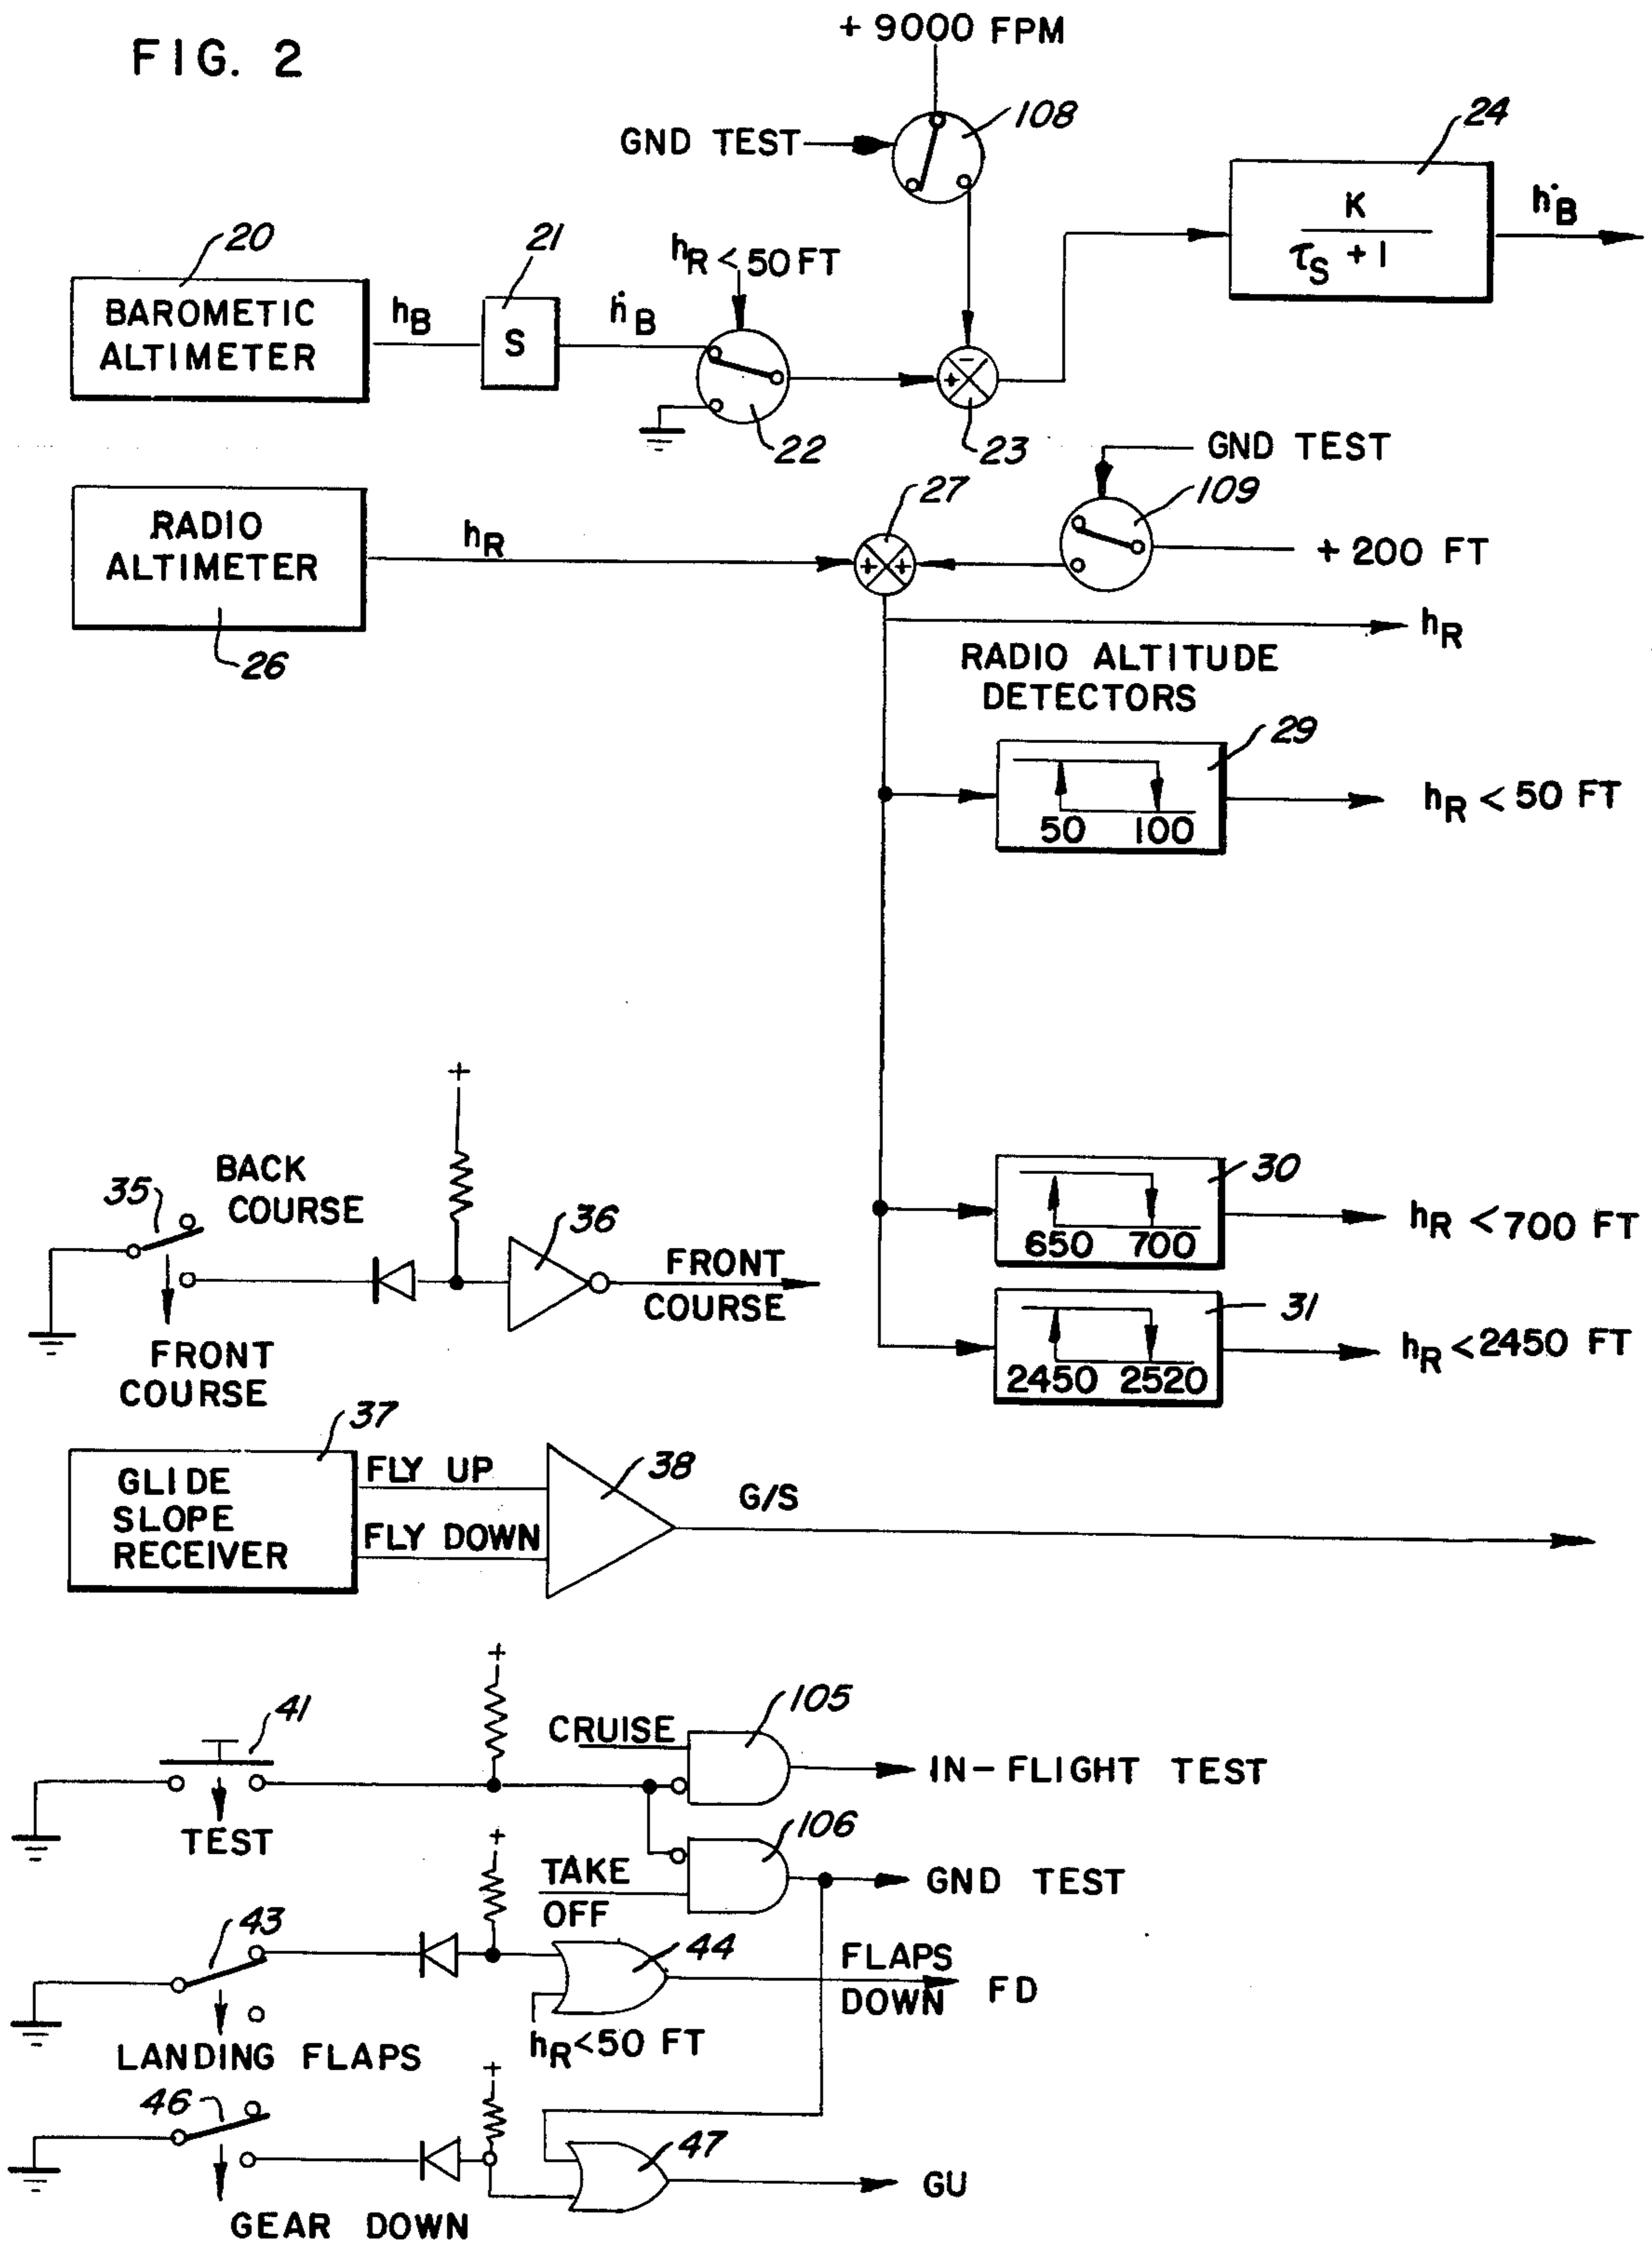 FIG. 2
+ 9000 FPM
108
GND TEST
24
K
τS + 1
ḣB
20
21
hR < 50 FT
BAROMETIC
ALTIMETER
hB
S
ḣB
-
+
22
23
GND TEST
27
109
RADIO
ALTIMETER
hR
+ +
+ 200 FT
26
hR
RADIO ALTITUDE
DETECTORS
29
50 100
hR < 50 FT
+
35
BACK
COURSE
36
30
650 700
hR < 700 FT
FRONT
COURSE
31
2450 2520
hR < 2450 FT
FRONT
COURSE
37
GLIDE
SLOPE
RECEIVER
FLY UP
FLY DOWN
38
G/S
+
41
CRUISE
105
IN-FLIGHT TEST
TEST
+
106
TAKE
OFF
GND TEST
43
44
FLAPS
DOWN
FD
hR<50 FT
LANDING FLAPS
+
46
47
GU
GEAR DOWN